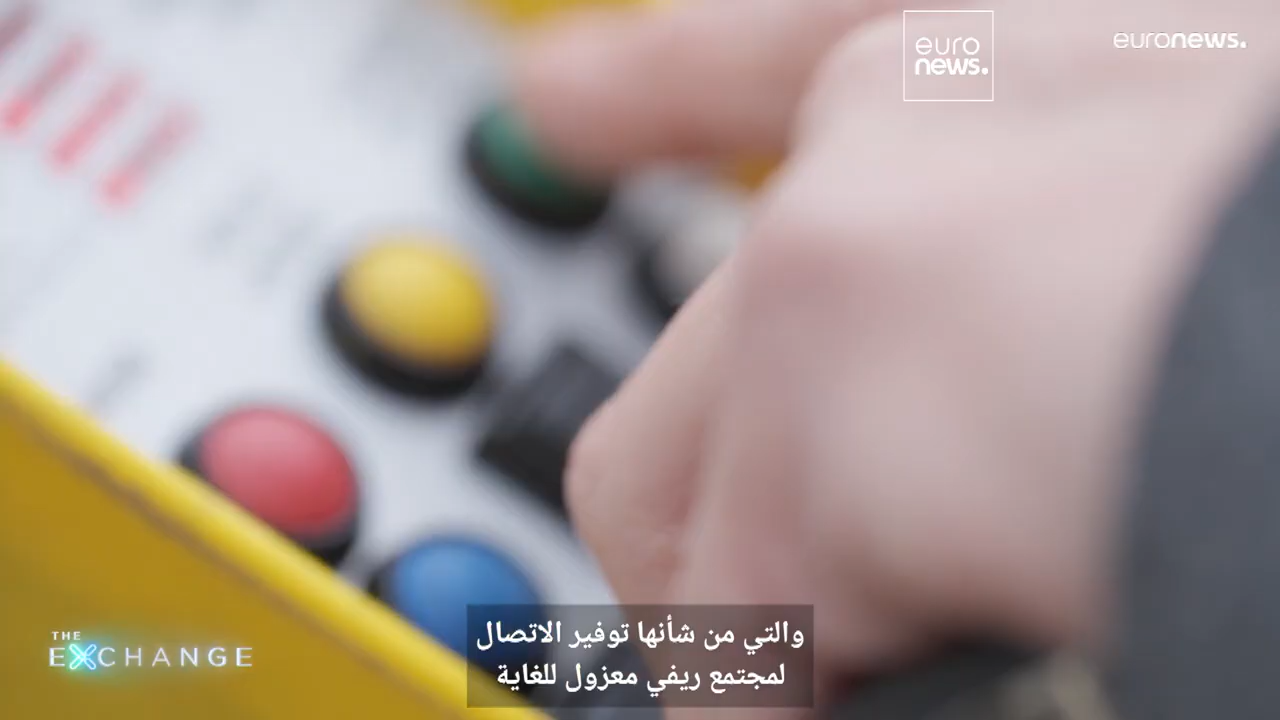 euro
news.
euronews.
THE
EXCHANGE
والتي من شأنها توفير الاتصال
لمجتمع ريفي معزول للغاية